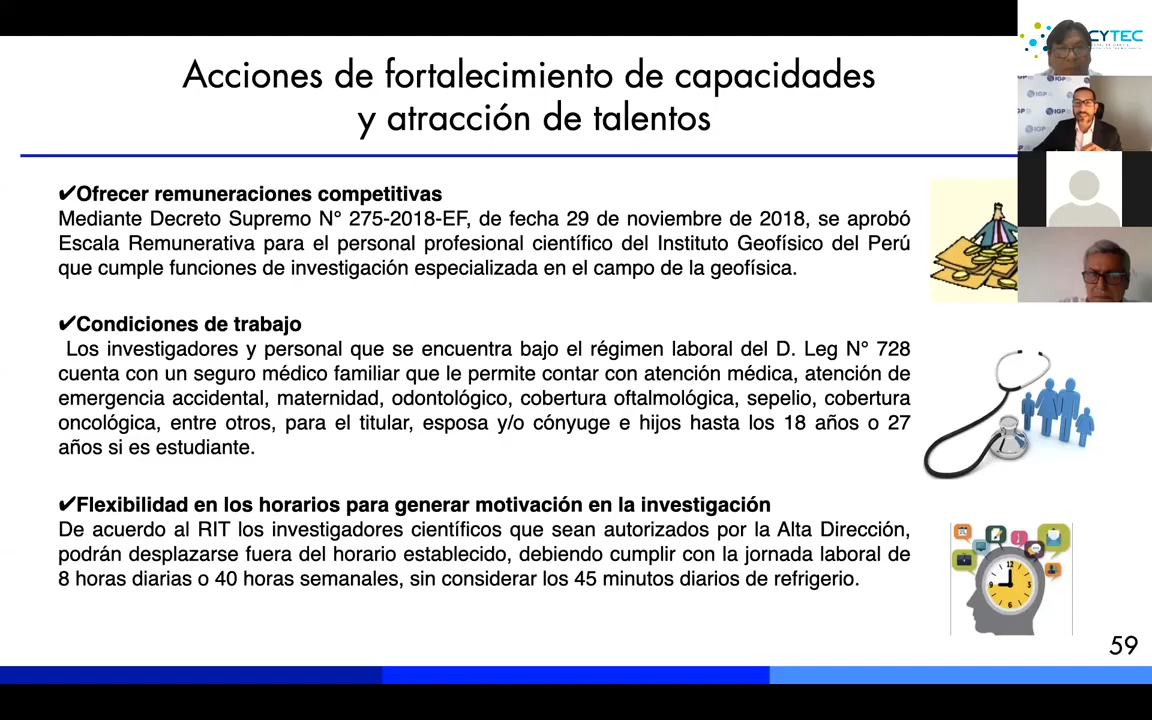 Acciones de fortalecimiento de capacidades
y atracción de talentos
✔Ofrecer remuneraciones competitivas
Mediante Decreto Supremo N° 275-2018-EF, de fecha 29 de noviembre de 2018, se aprobó
Escala Remunerativa para el personal profesional científico del Instituto Geofísico del Perú
que cumple funciones de investigación especializada en el campo de la geofísica.
✔Condiciones de trabajo
Los investigadores y personal que se encuentra bajo el régimen laboral del D. Leg N° 728
cuenta con un seguro médico familiar que le permite contar con atención médica, atención de
emergencia accidental, maternidad, odontológico, cobertura oftalmológica, sepelio, cobertura
oncológica, entre otros, para el titular, esposa y/o cónyuge e hijos hasta los 18 años o 27
años si es estudiante.
✔Flexibilidad en los horarios para generar motivación en la investigación
De acuerdo al RIT los investigadores científicos que sean autorizados por la Alta Dirección,
podrán desplazarse fuera del horario establecido, debiendo cumplir con la jornada laboral de
8 horas diarias o 40 horas semanales, sin considerar los 45 minutos diarios de refrigerio.
59
CYTEC
IGP
IGP
IGP
IGP
12
3
6
9